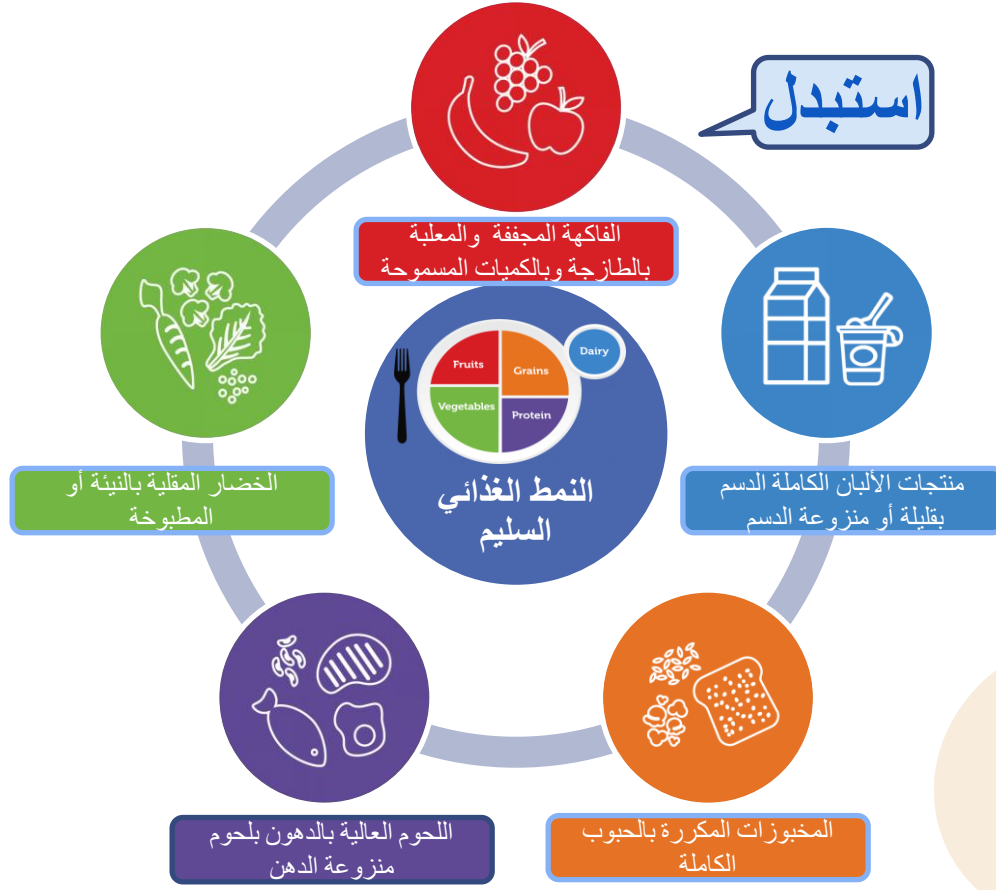 استبدل
الفاكهة المجففة والمعلبة
بالطازجة وبالكميات المسموحة
منتجات الألبان الكاملة الدسم
بقليلة أو منزوعة الدسم
المخبوزات المكررة بالحبوب
الكاملة
اللحوم العالية بالدهون بلحوم
منزوعة الدهن
الخضار المقلية بالنيئة أو
المطبوخة
Fruits
Grains
Dairy
Vegetables
Protein
النمط الغذائي
السليم